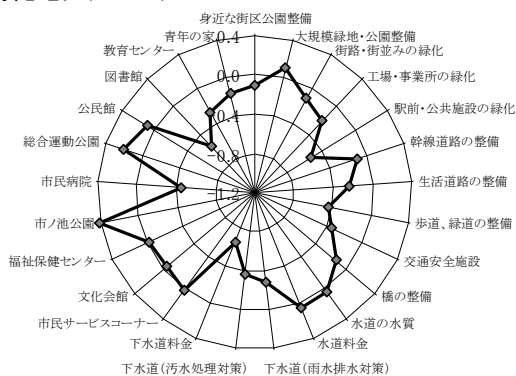 身近な街区公園整備
大規模緑地・公園整備
街路・街並みの緑化
工場・事業所の緑化
駅前・公共施設の緑化
幹線道路の整備
生活道路の整備
歩道、緑道の整備
交通安全施設
橋の整備
水道の水質
水道料金
下水道(雨水排水対策)
下水道(汚水処理対策)
下水道料金
市民サービスコーナー
文化会館
福祉保健センター
市ノ池公園
市民病院
総合運動公園
公民館
図書館
教育センター
青年の家
0.4
0.0
-0.4
-0.8
-1.2